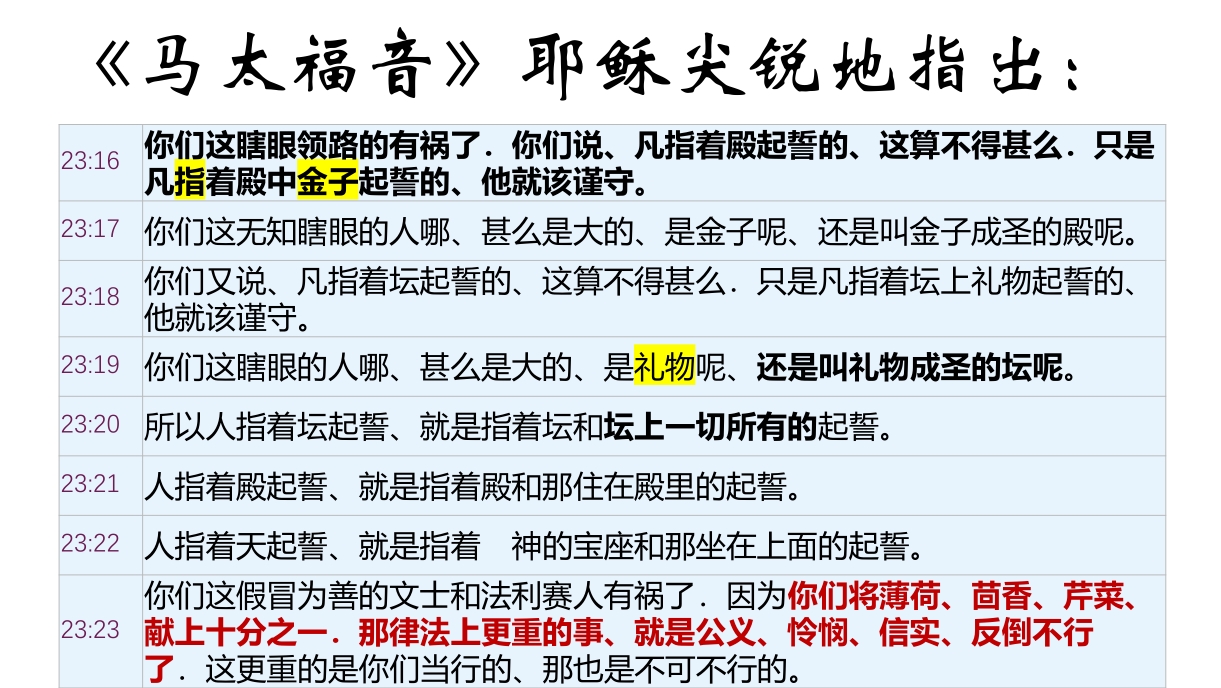 《马太福音》耶稣尖锐地指出：
23:16 你们这瞎眼领路的有祸了．你们说、凡指着殿起誓的、这算不得甚么．只是
凡指着殿中金子起誓的、他就该谨守。
23:17 你们这无知瞎眼的人哪、甚么是大的、是金子呢、还是叫金子成圣的殿呢。
23:18 你们又说、凡指着坛起誓的、这算不得甚么．只是凡指着坛上礼物起誓的、
他就该谨守。
23:19 你们这瞎眼的人哪、甚么是大的、是礼物呢、还是叫礼物成圣的坛呢。
23:20 所以人指着坛起誓、就是指着坛和坛上一切所有的起誓。
23:21 人指着殿起誓、就是指着殿和那住在殿里的起誓。
23:22 人指着天起誓、就是指着　神的宝座和那坐在上面的起誓。
23:23 你们这假冒为善的文士和法利赛人有祸了．因为你们将薄荷、茴香、芹菜、
献上十分之一．那律法上更重的事、就是公义、怜悯、信实、反倒不行
了．这更重的是你们当行的、那也是不可不行的。